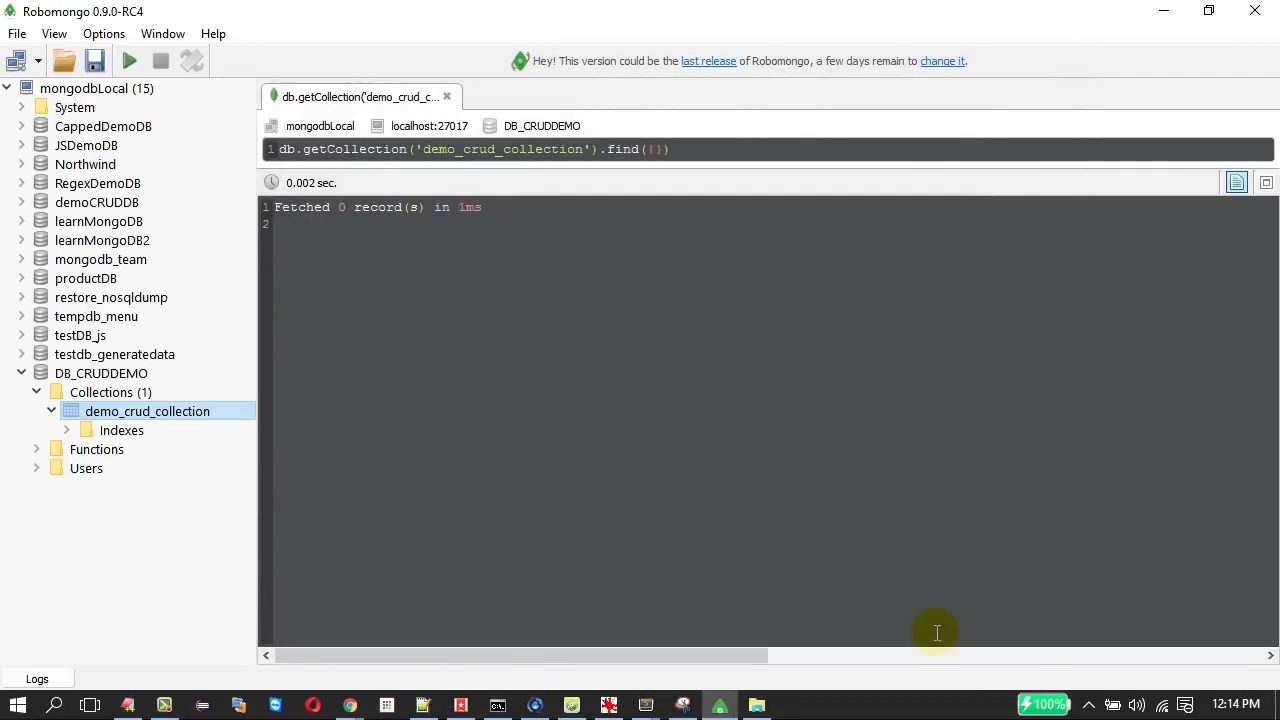 Robomongo 0.9.0-RC4
File View Options Window Help
Hey! This version could be the last release of Robomongo, a few days remain to change it.
mongodbLocal (15)
System
CappedDemoDB
JSDemoDB
Northwind
RegexDemoDB
demoCRUDDB
learnMongoDB
learnMongoDB2
mongodb_team
productDB
restore_nosqldump
tempdb_menu
testDB_js
testdb_generatedata
DB_CRUDDEMO
Collections (1)
demo_crud_collection
Indexes
Functions
Users
db.getCollection('demo_crud_c...
mongodbLocal localhost:27017 DB_CRUDDEMO
1 db.getCollection('demo_crud_collection').find({})
0.002 sec.
1 Fetched 0 record(s) in 1ms
2
Logs
100% 12:14 PM